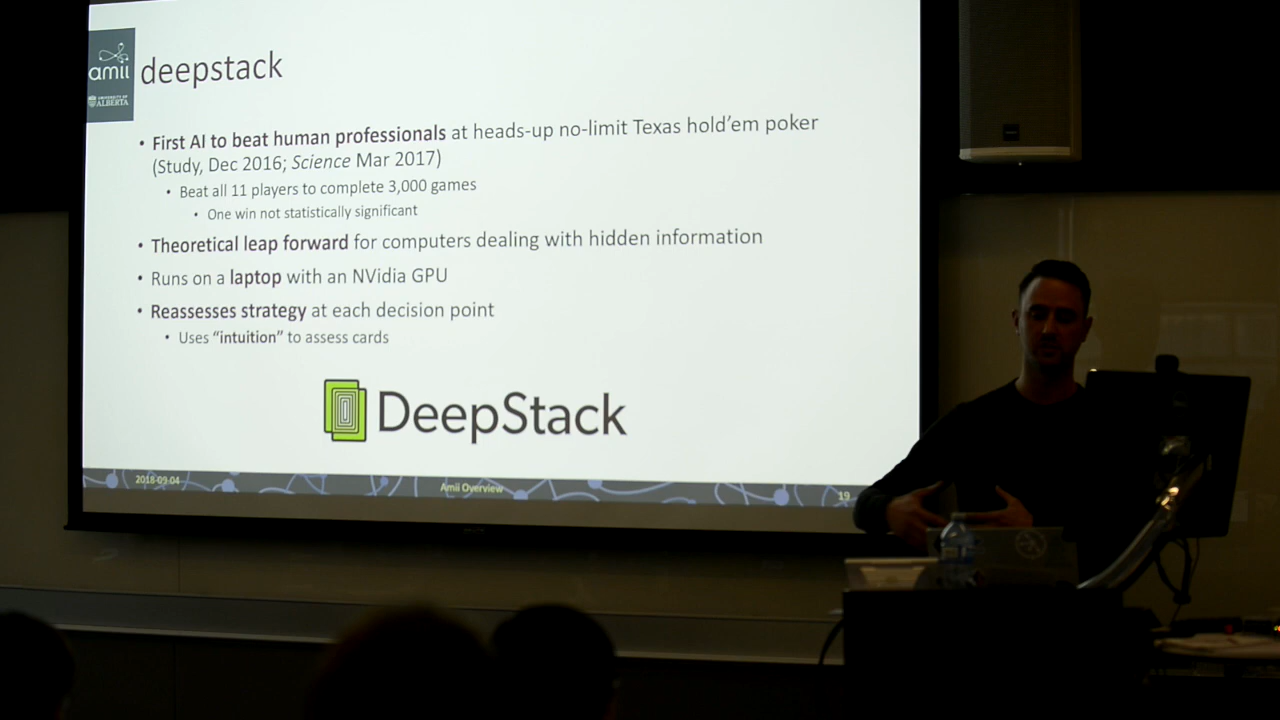 amii
UNIVERSITY OF
ALBERTA
deepstack
• First AI to beat human professionals at heads-up no-limit Texas hold'em poker
(Study, Dec 2016; Science Mar 2017)
• Beat all 11 players to complete 3,000 games
• One win not statistically significant
• Theoretical leap forward for computers dealing with hidden information
• Runs on a laptop with an NVidia GPU
• Reassesses strategy at each decision point
• Uses “intuition” to assess cards
DeepStack
2018-09-04
Amii Overview
19